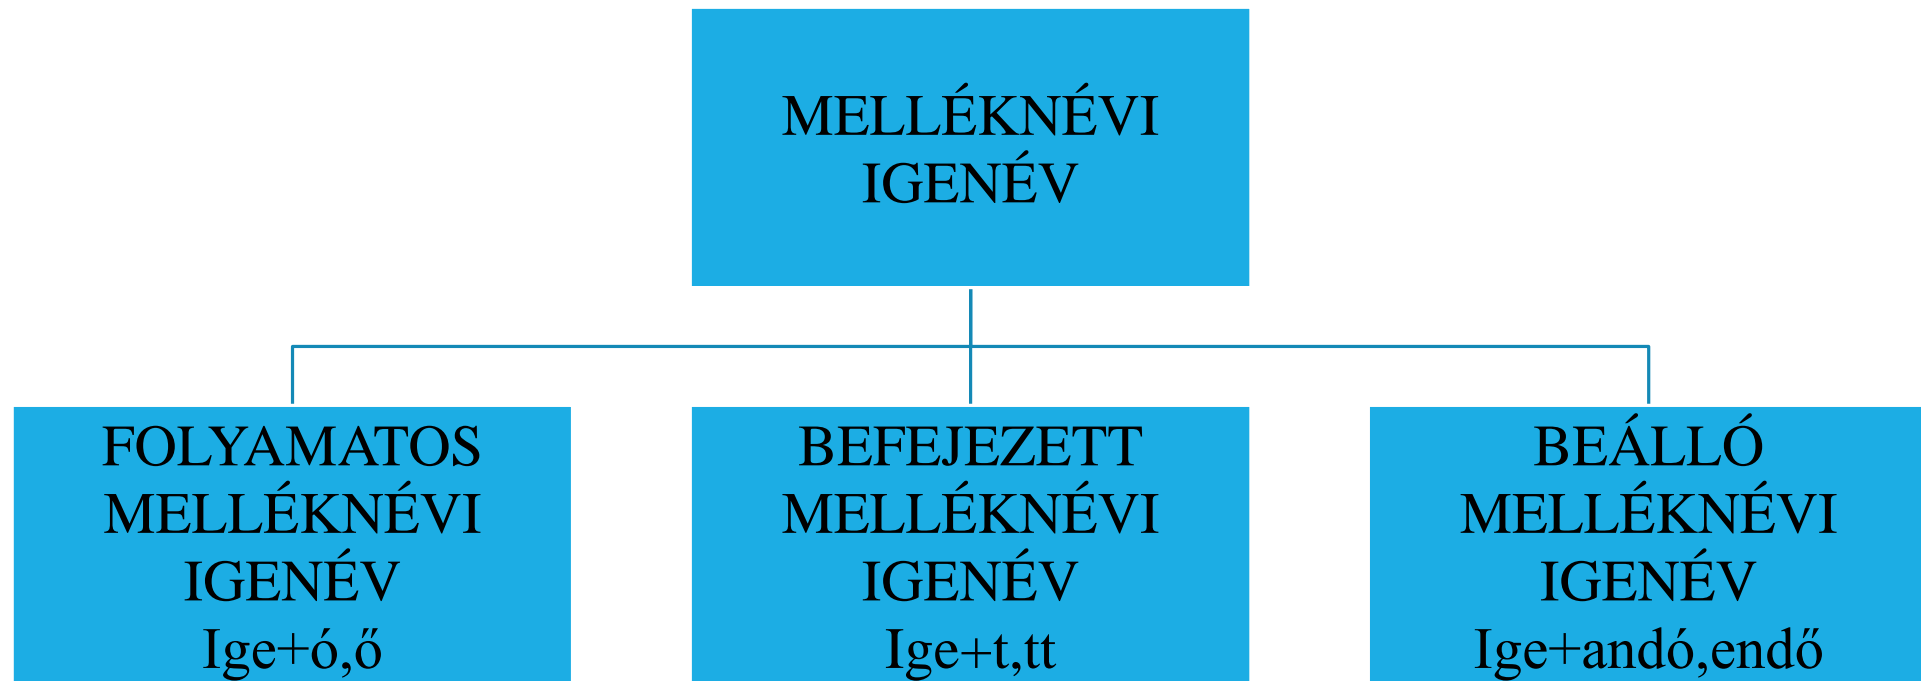 MELLÉKNÉVI
IGENÉV
FOLYAMATOS
MELLÉKNÉVI
IGENÉV
Ige+ó,ő
BEFEJEZETT
MELLÉKNÉVI
IGENÉV
Ige+t,tt
BEÁLLÓ
MELLÉKNÉVI
IGENÉV
Ige+andó,endő